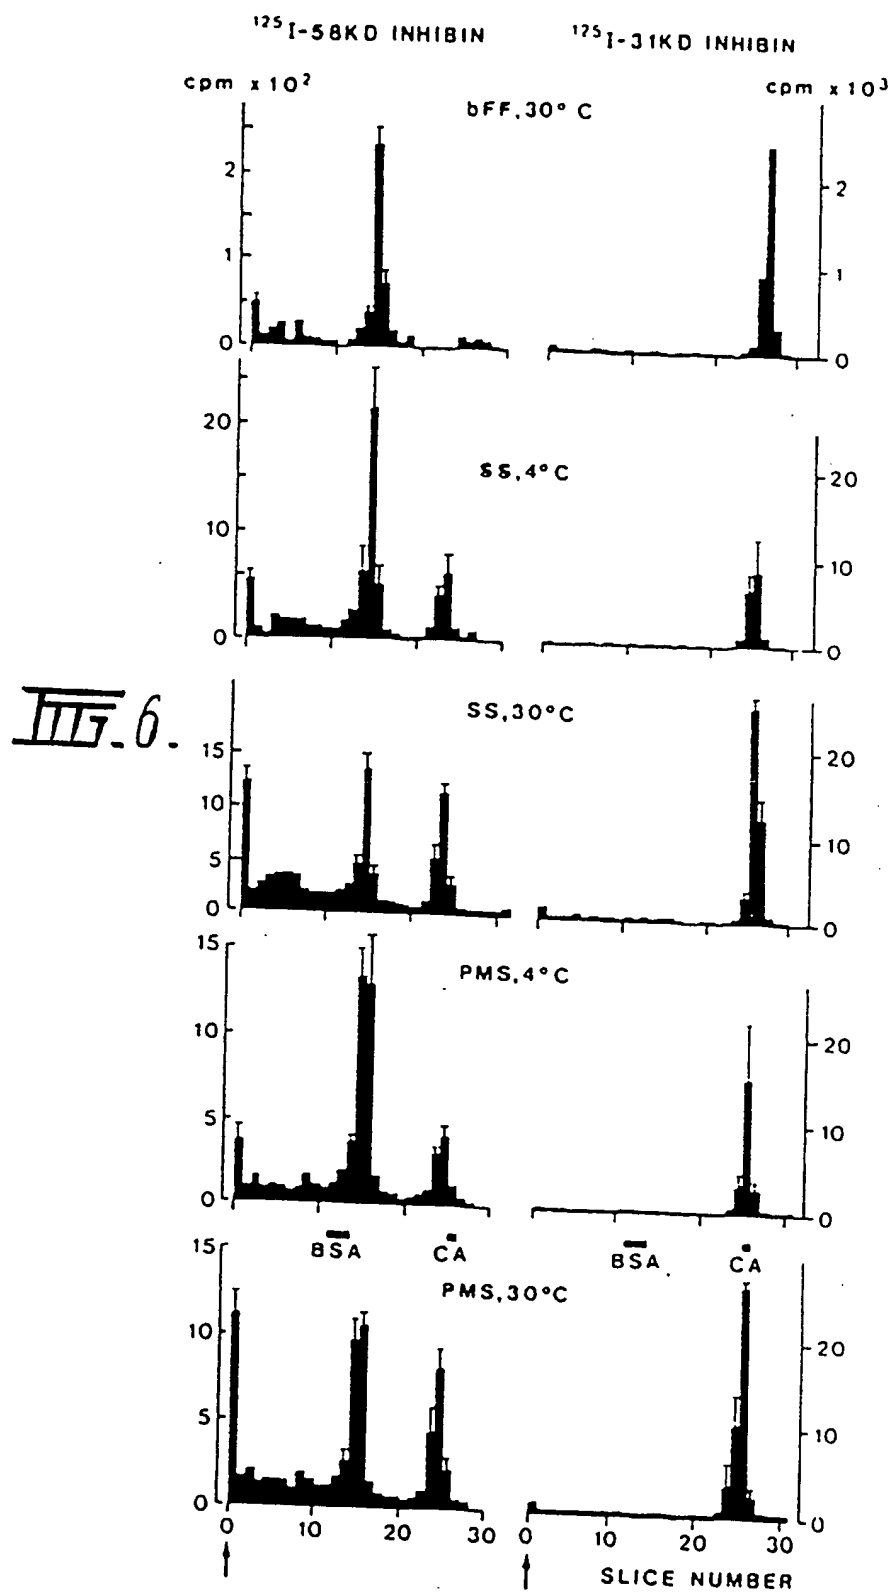 ¹²⁵I-58KD INHIBIN
¹²⁵I-31KD INHIBIN
cpm x 10²
cpm x 10³
bFF, 30° C
2
1
0
2
1
0
SS, 4°C
20
10
0
20
10
0
FIG. 6.
SS, 30°C
15
10
5
0
20
10
0
PMS, 4°C
15
10
5
0
20
10
0
BSA
CA
BSA
CA
PMS, 30°C
15
10
5
0
20
10
0
0 10 20 30
0 10 20 30
SLICE NUMBER